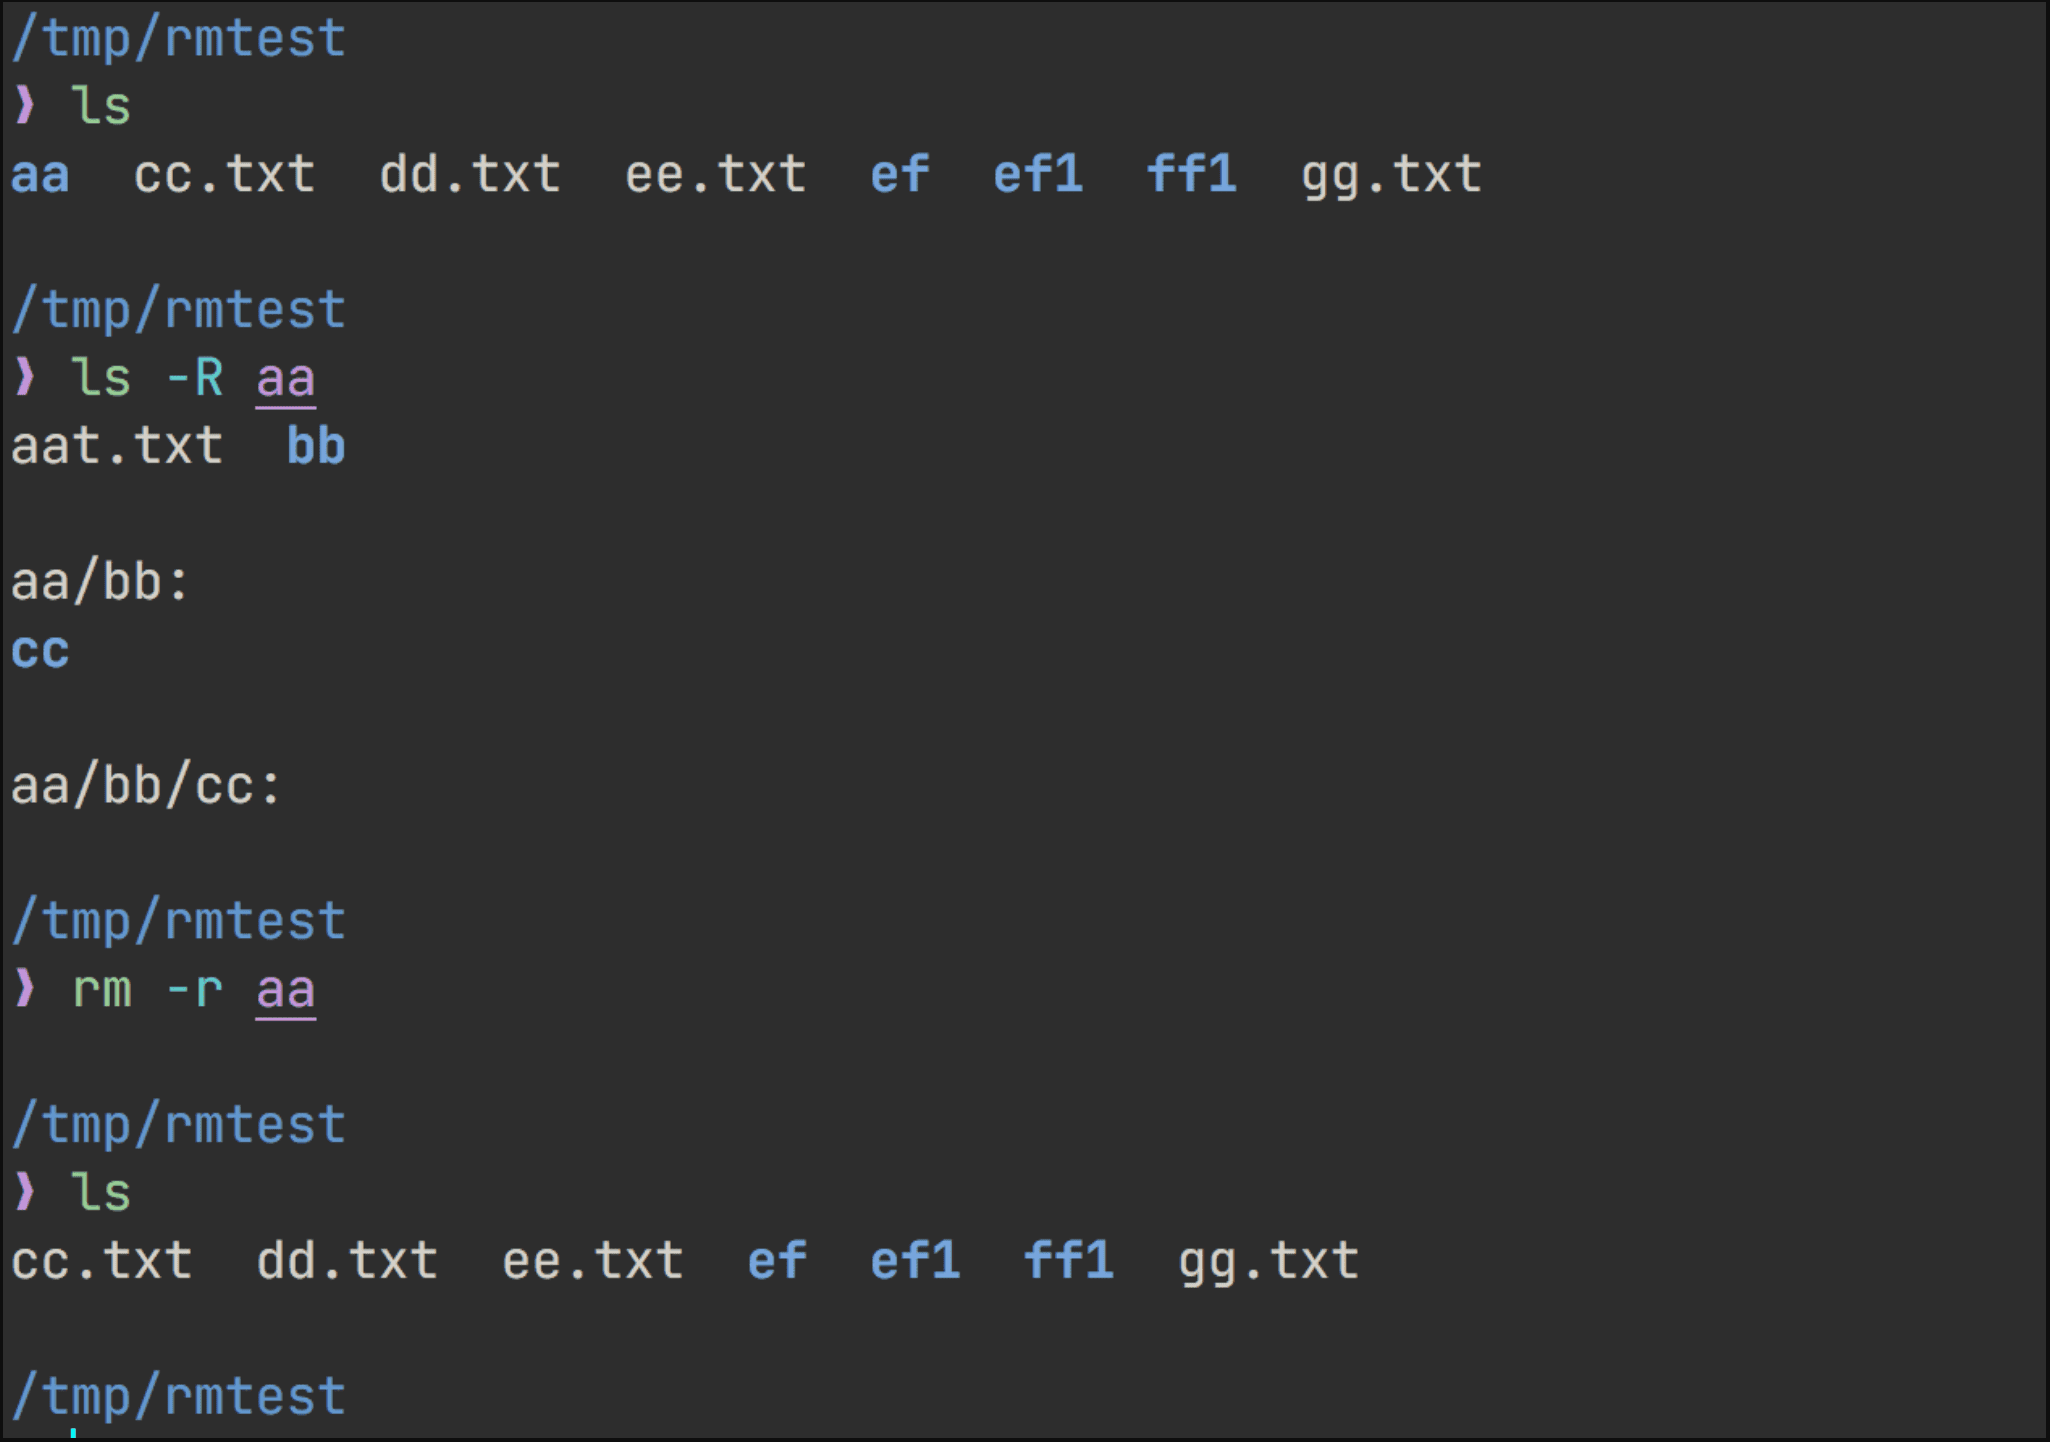 /tmp/rmtest
❯ ls
aa  cc.txt  dd.txt  ee.txt  ef  ef1  ff1  gg.txt
/tmp/rmtest
❯ ls -R aa
aat.txt  bb
aa/bb:
cc
aa/bb/cc:
/tmp/rmtest
❯ rm -r aa
/tmp/rmtest
❯ ls
cc.txt  dd.txt  ee.txt  ef  ef1  ff1  gg.txt
/tmp/rmtest